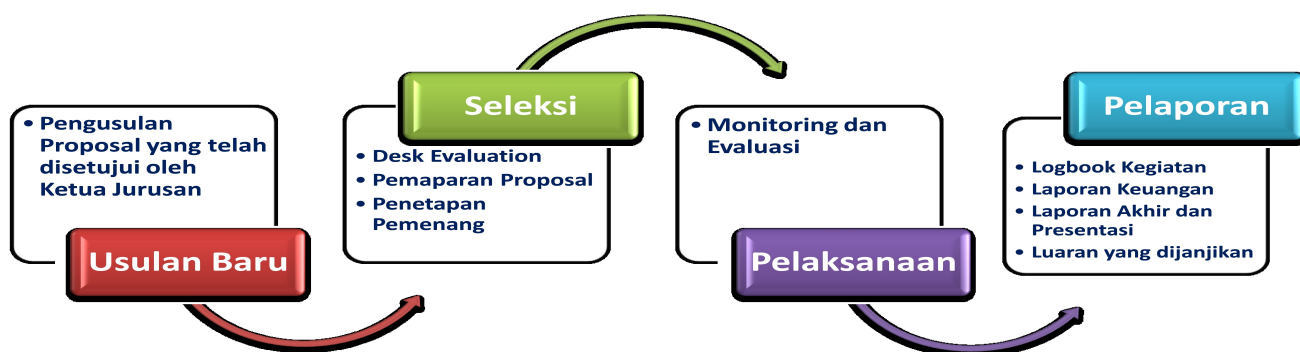 • Pengusulan
Proposal yang telah
disetujui oleh
Ketua Jurusan
Usulan Baru
Seleksi
• Desk Evaluation
• Pemaparan Proposal
• Penetapan
Pemenang
• Monitoring dan
Evaluasi
Pelaksanaan
Pelaporan
• Logbook Kegiatan
• Laporan Keuangan
• Laporan Akhir dan
Presentasi
• Luaran yang dijanjikan